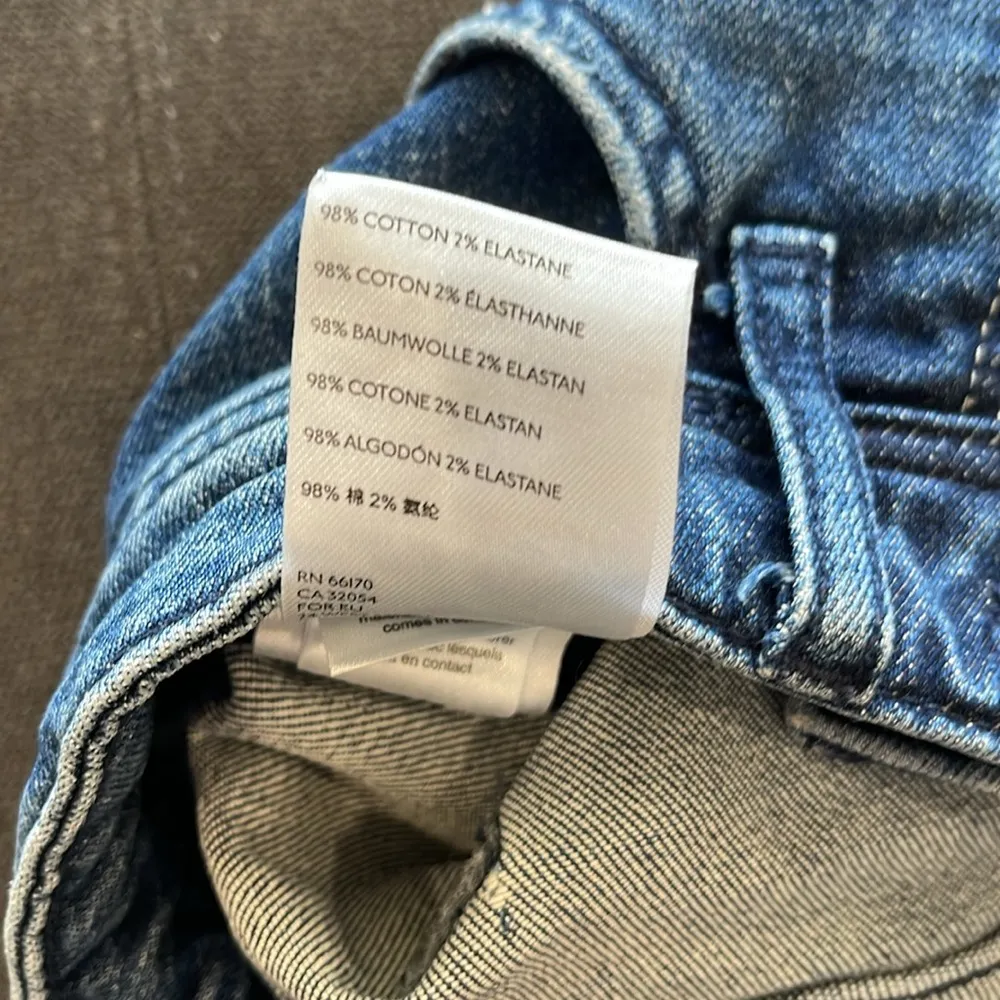 98% COTTON 2% ELASTANE
98% COTON 2% ÉLASTHANNE
98% BAUMWOLLE 2% ELASTAN
98% COTONE 2% ELASTAN
98% ALGODÓN 2% ELASTANE
98% 棉 2% 氨纶
RN 66170
CA 32054
FOR EU
comes in
lesquels
en contact